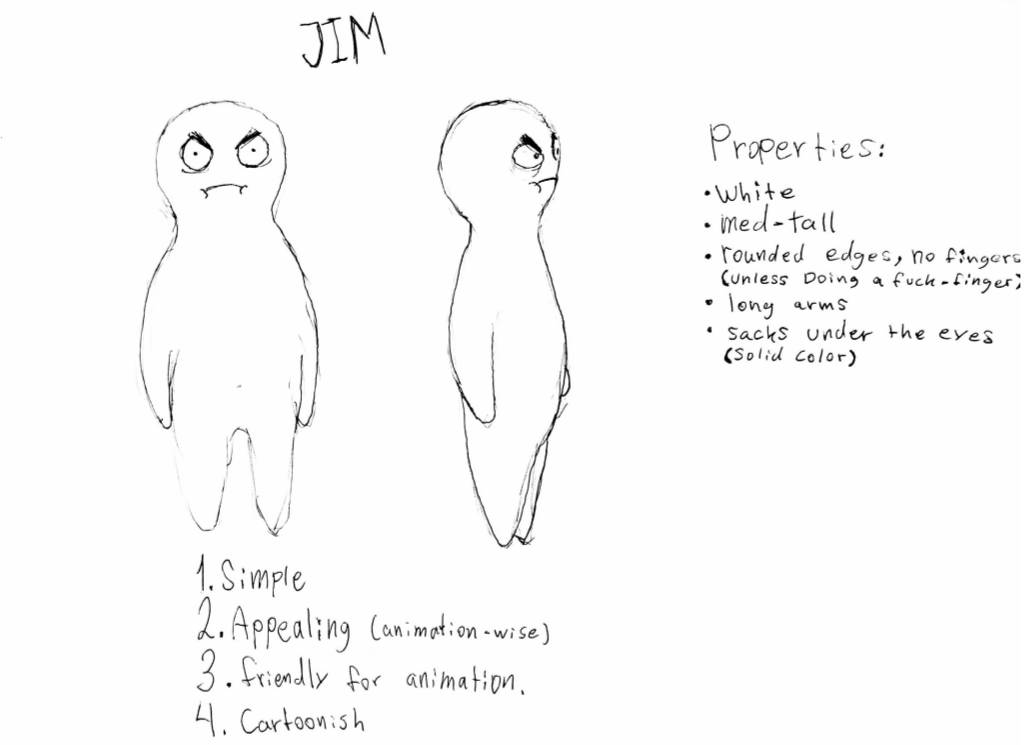 JIM
Properties:
• White
• med-tall
• rounded edges, no fingers
(unless Doing a fuck-finger)
• long arms
• sacks under the eyes
(Solid Color)
1. Simple
2. Appealing (animation-wise)
3. friendly for animation.
4. Cartoonish